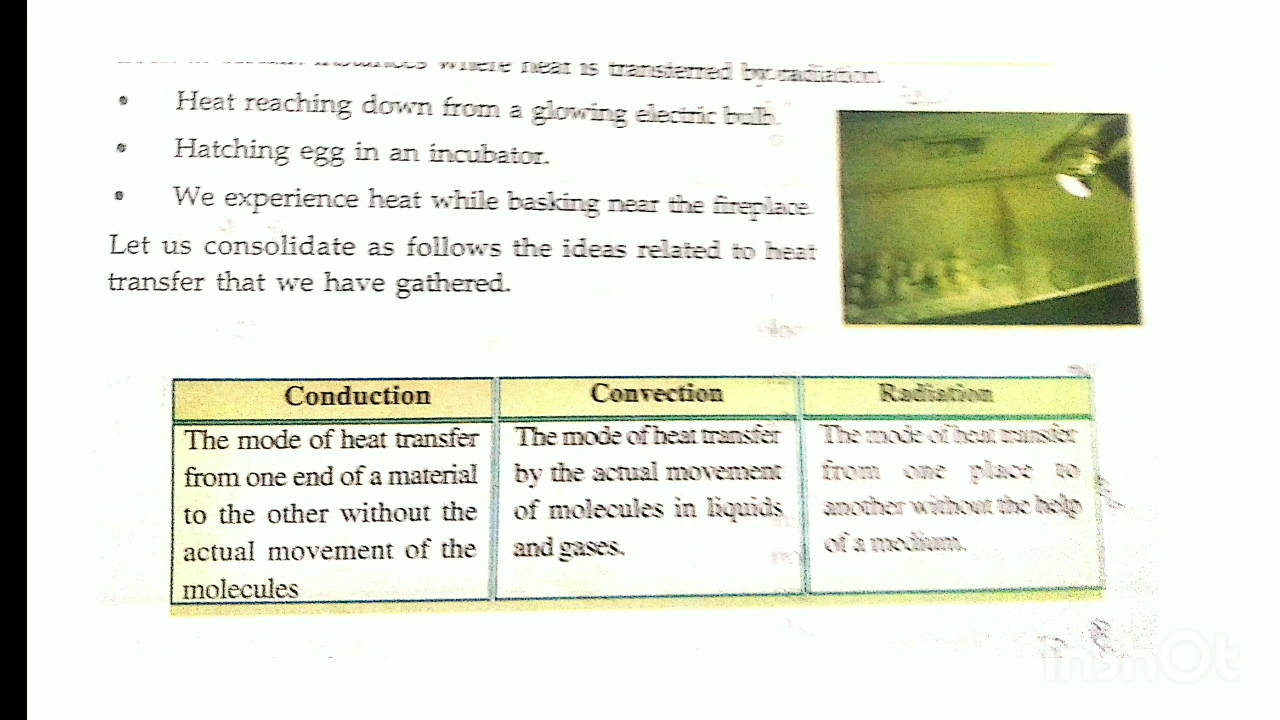 where heat is transferred by radiation.
• Heat reaching down from a glowing electric bulb.
• Hatching egg in an incubator.
• We experience heat while basking near the fireplace.
Let us consolidate as follows the ideas related to heat
transfer that we have gathered.
Conduction
The mode of heat transfer
from one end of a material
to the other without the
actual movement of the
molecules
Convection
The mode of heat transfer
by the actual movement
of molecules in liquids
and gases.
Radiation
The mode of heat transfer
from one place to
another without the help
of a medium.
InShOt